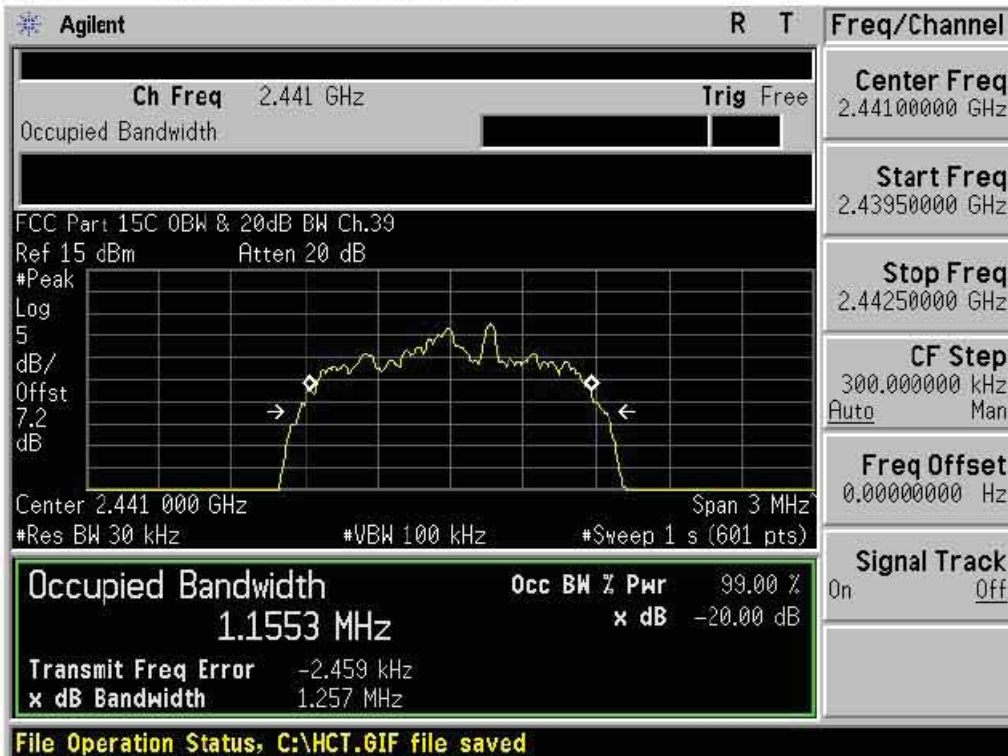 Agilent
R T
Freq/Channel
Ch Freq 2.441 GHz
Trig Free
Occupied Bandwidth
Center Freq
2.44100000 GHz
Start Freq
2.43950000 GHz
Stop Freq
2.44250000 GHz
CF Step
300.000000 kHz
Auto Man
Freq Offset
0.00000000 Hz
Signal Track
On Off
FCC Part 15C OBW & 20dB BW Ch.39
Ref 15 dBm Atten 20 dB
#Peak
Log
5
dB/
Offst
7.2
dB
Center 2.441 000 GHz Span 3 MHz^
#Res BW 30 kHz #VBW 100 kHz #Sweep 1 s (601 pts)
Occupied Bandwidth
1.1553 MHz
Occ BW % Pwr 99.00 %
x dB -20.00 dB
Transmit Freq Error -2.459 kHz
x dB Bandwidth 1.257 MHz
File Operation Status, C:\HCT.GIF file saved